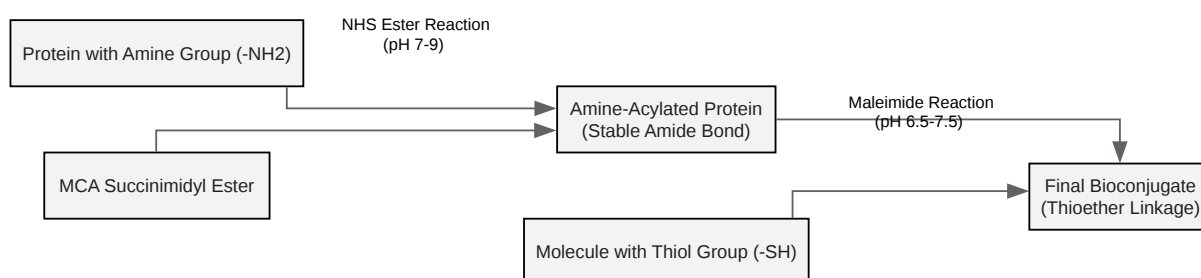 NHS Ester Reaction
(pH 7-9)
Protein with Amine Group (-NH2)
Amine-Acylated Protein
(Stable Amide Bond)
Maleimide Reaction
(pH 6.5-7.5)
MCA Succinimidyl Ester
Final Bioconjugate
(Thioether Linkage)
Molecule with Thiol Group (-SH)